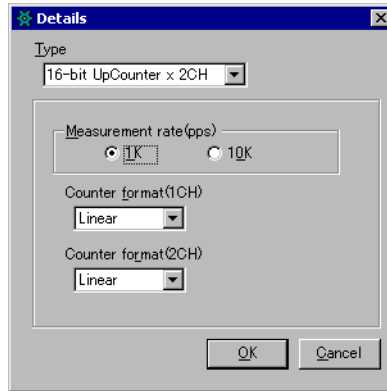 Details
Type
16-bit UpCounter x 2CH
Measurement rate(pps)
1K 10K
Counter format(1CH)
Linear
Counter format(2CH)
Linear
OK Cancel